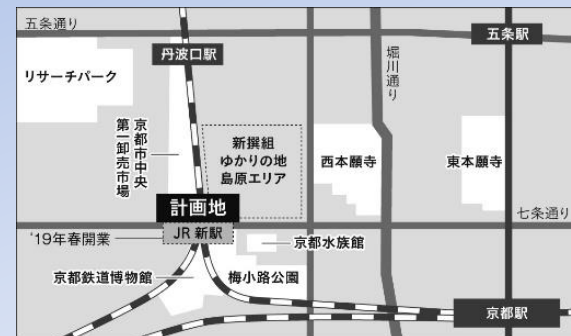 五条通り
五条駅
丹波口駅
堀川通り
リサーチパーク
京都市中央
第一卸売市場
新撰組
ゆかりの地
島原エリア
西本願寺
東本願寺
計画地
七条通り
'19年春開業
JR 新駅
京都水族館
京都鉄道博物館
梅小路公園
京都駅